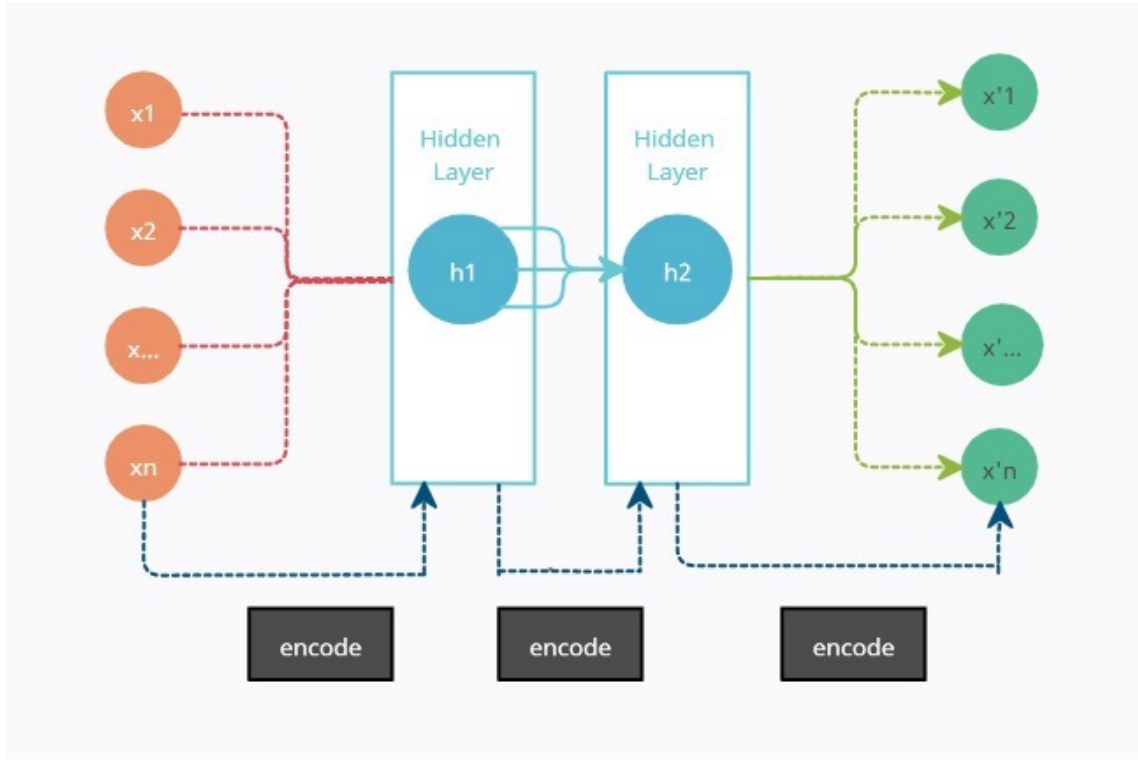 x1
x2
x...
xn
Hidden
Layer
h1
Hidden
Layer
h2
x'1
x'2
x'...
x'n
encode
encode
encode